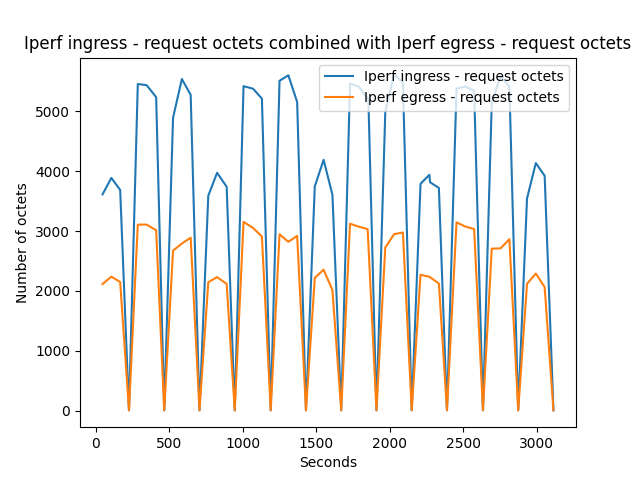 Iperf ingress - request octets combined with Iperf egress - request octets
Iperf ingress - request octets
Iperf egress - request octets
Number of octets
5000
4000
3000
2000
1000
0
0 500 1000 1500 2000 2500 3000
Seconds